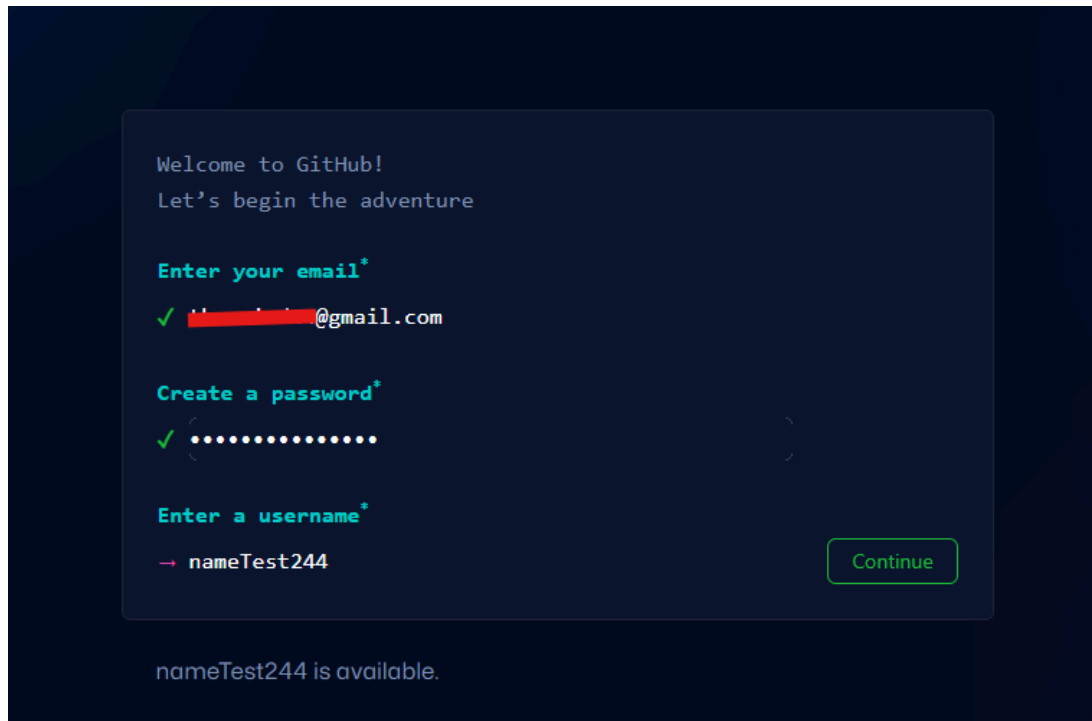 Welcome to GitHub!
Let’s begin the adventure
Enter your email*
✓ @gmail.com
Create a password*
✓ •••••••••••••••
Enter a username*
→ nameTest244
Continue
nameTest244 is available.